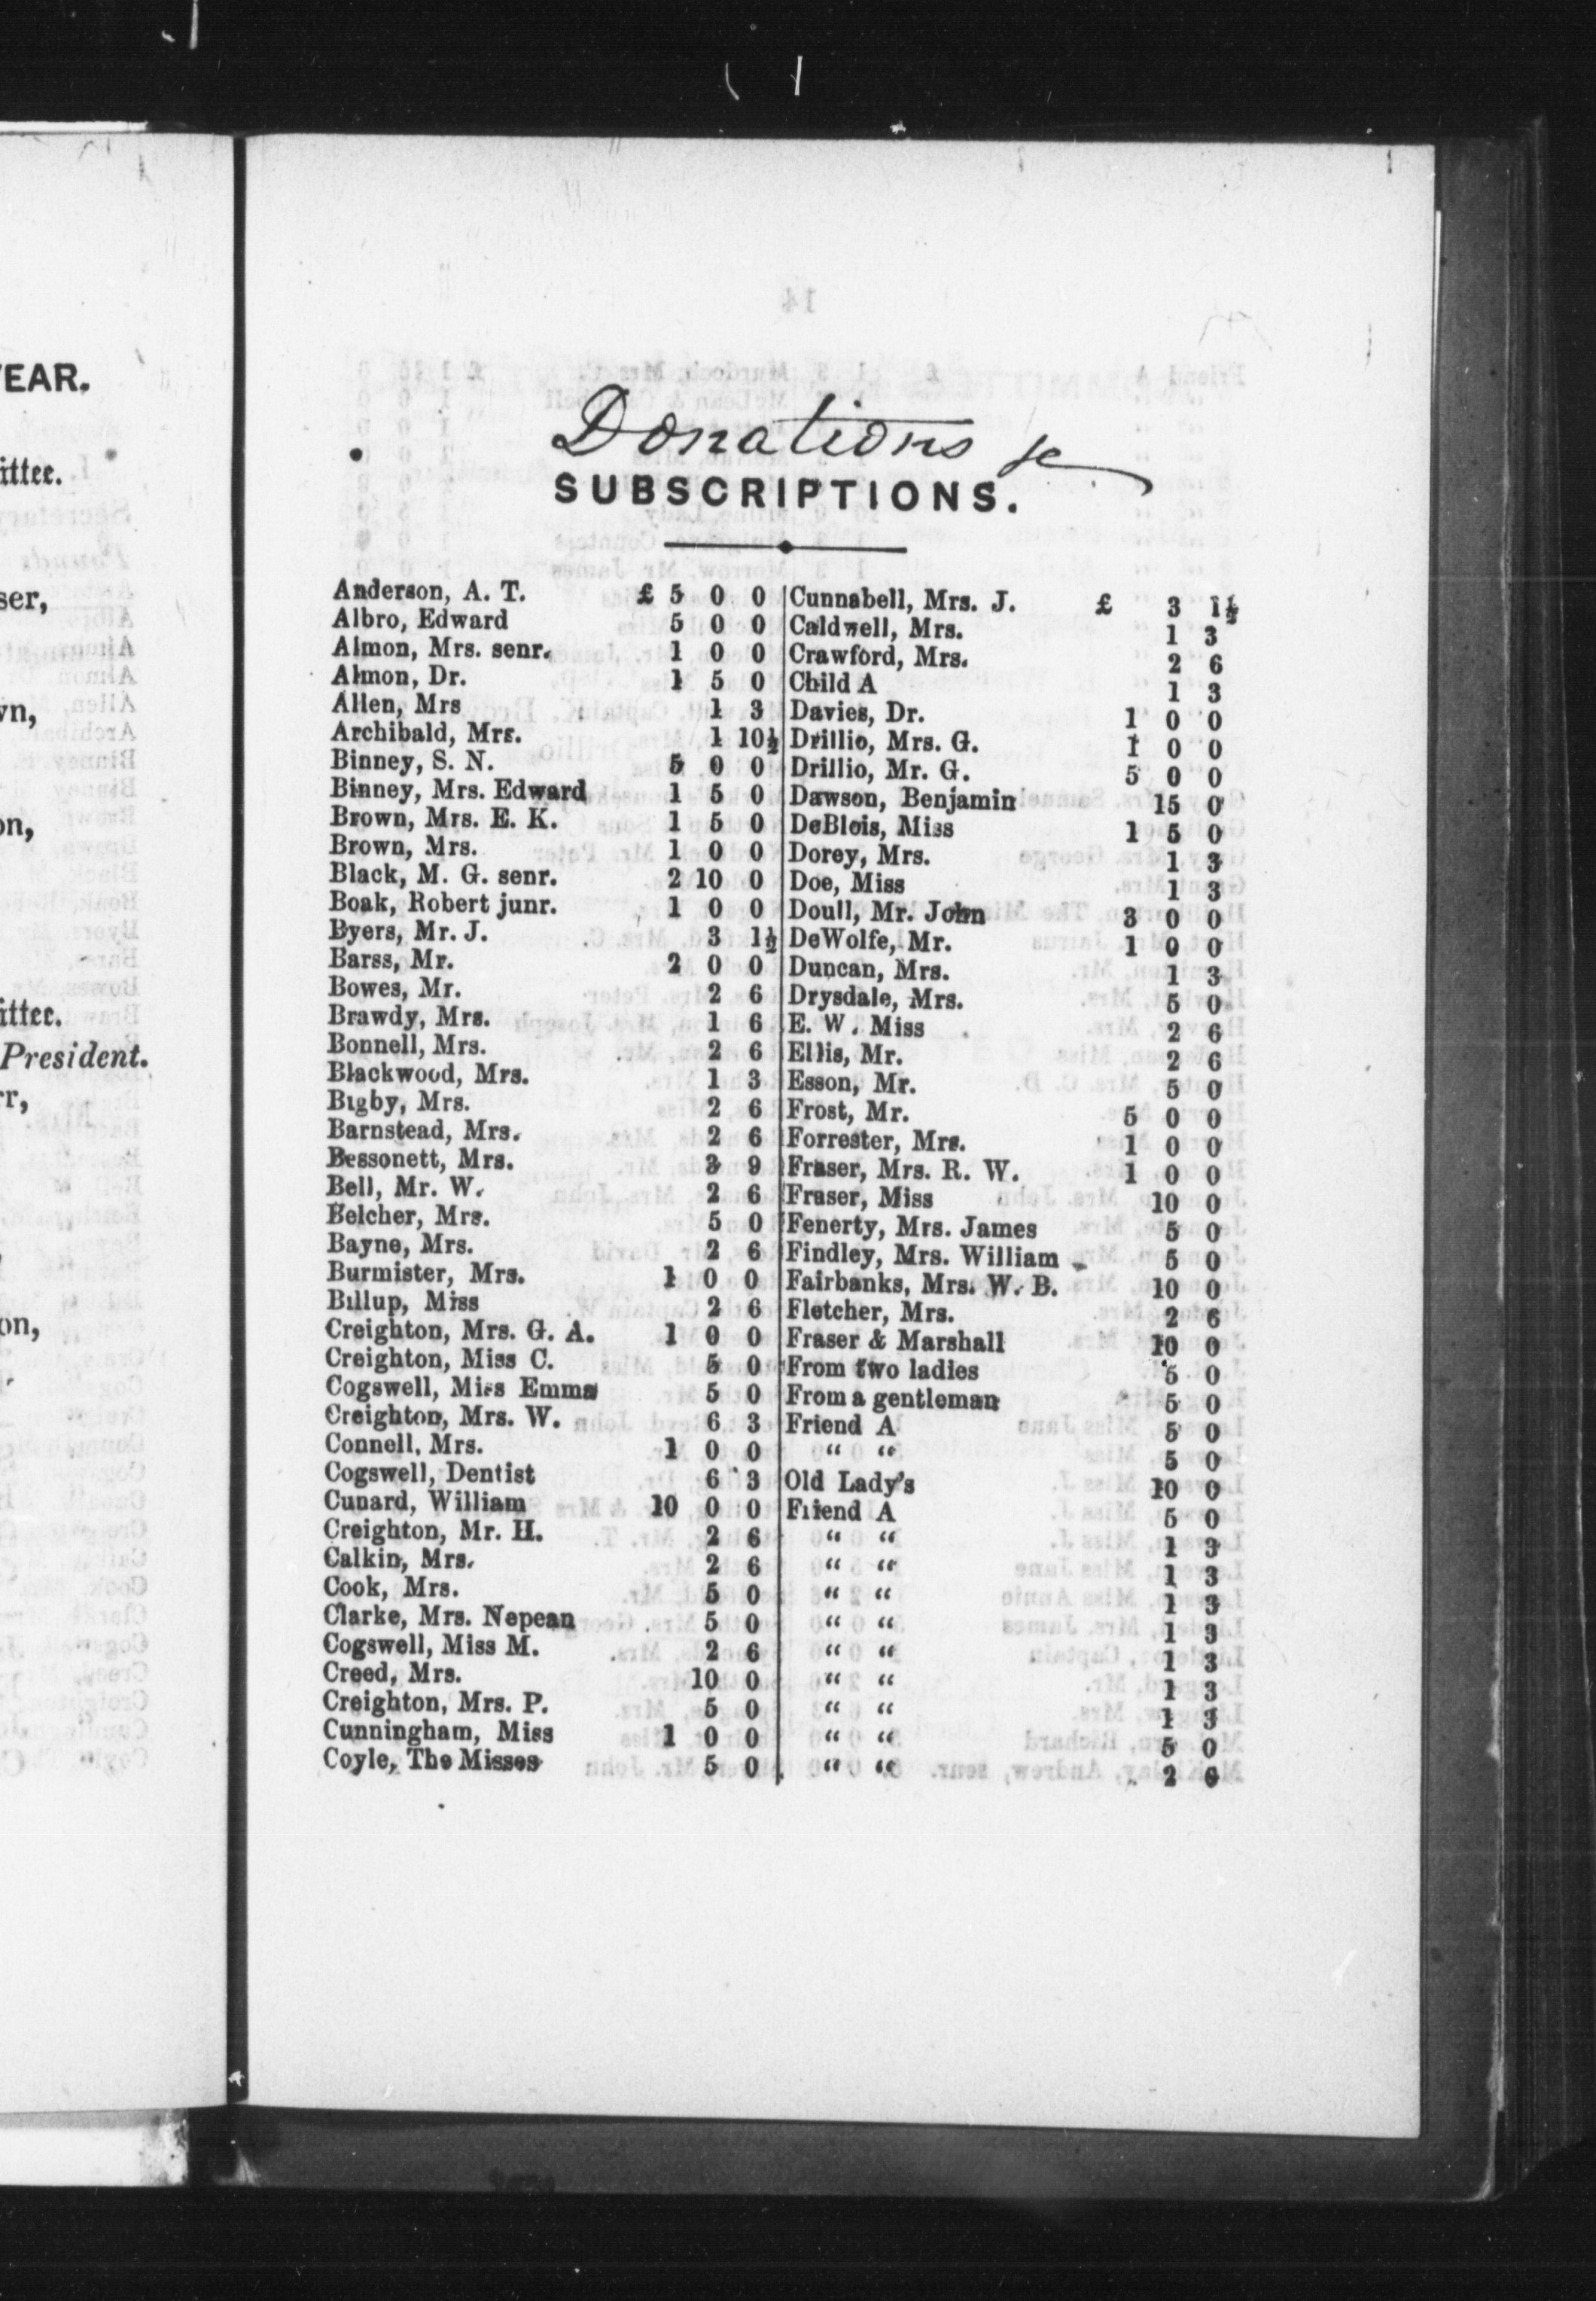 EAR.
ittee.
ser,
vn,
on,
ittee.
President.
rr,
on,
Donations &c
SUBSCRIPTIONS.
Anderson, A. T. £ 5 0 0
Albro, Edward 5 0 0
Almon, Mrs. senr. 1 0 0
Almon, Dr. 1 5 0
Allen, Mrs 1 3
Archibald, Mrs. 1 10½
Binney, S. N. 5 0 0
Binney, Mrs. Edward 1 5 0
Brown, Mrs. E. K. 1 5 0
Brown, Mrs. 1 0 0
Black, M. G. senr. 2 10 0
Boak, Robert junr. 1 0 0
Byers, Mr. J. 3 1½
Barss, Mr. 2 0 0
Bowes, Mr. 2 6
Brawdy, Mrs. 1 6
Bonnell, Mrs. 2 6
Blackwood, Mrs. 1 3
Bigby, Mrs. 2 6
Barnstead, Mrs. 2 6
Bessonett, Mrs. 3 9
Bell, Mr. W. 2 6
Belcher, Mrs. 5 0
Bayne, Mrs. 2 6
Burmister, Mrs. 1 0 0
Billup, Miss 2 6
Creighton, Mrs. G. A. 1 0 0
Creighton, Miss C. 5 0
Cogswell, Miss Emma 5 0
Creighton, Mrs. W. 6 3
Connell, Mrs. 1 0 0
Cogswell, Dentist 6 3
Cunard, William 10 0 0
Creighton, Mr. H. 2 6
Calkin, Mrs. 2 6
Cook, Mrs. 5 0
Clarke, Mrs. Nepean 5 0
Cogswell, Miss M. 2 6
Creed, Mrs. 10 0
Creighton, Mrs. P. 5 0
Cunningham, Miss 1 0 0
Coyle, The Misses 5 0
Cunnabell, Mrs. J. £ 3 1½
Caldwell, Mrs. 1 3
Crawford, Mrs. 2 6
Child A 1 3
Davies, Dr. 1 0 0
Drillio, Mrs. G. 1 0 0
Drillio, Mr. G. 5 0 0
Dawson, Benjamin 15 0
DeBlois, Miss 1 5 0
Dorey, Mrs. 1 3
Doe, Miss 1 3
Doull, Mr. John 3 0 0
DeWolfe, Mr. 1 0 0
Duncan, Mrs. 1 3
Drysdale, Mrs. 5 0
E. W. Miss 2 6
Ellis, Mr. 2 6
Esson, Mr. 5 0
Frost, Mr. 5 0 0
Forrester, Mrs. 1 0 0
Fraser, Mrs. R. W. 1 0 0
Fraser, Miss 10 0
Fenerty, Mrs. James 5 0
Findley, Mrs. William 5 0
Fairbanks, Mrs. W. B. 10 0
Fletcher, Mrs. 2 6
Fraser & Marshall 10 0
From two ladies 5 0
From a gentleman 5 0
Friend A 5 0
" " 5 0
Old Lady's 10 0
Friend A 5 0
" " 1 3
" " 1 3
" " 1 3
" " 1 3
" " 1 3
" " 1 3
" " 1 3
" " 5 0
" " 2 6